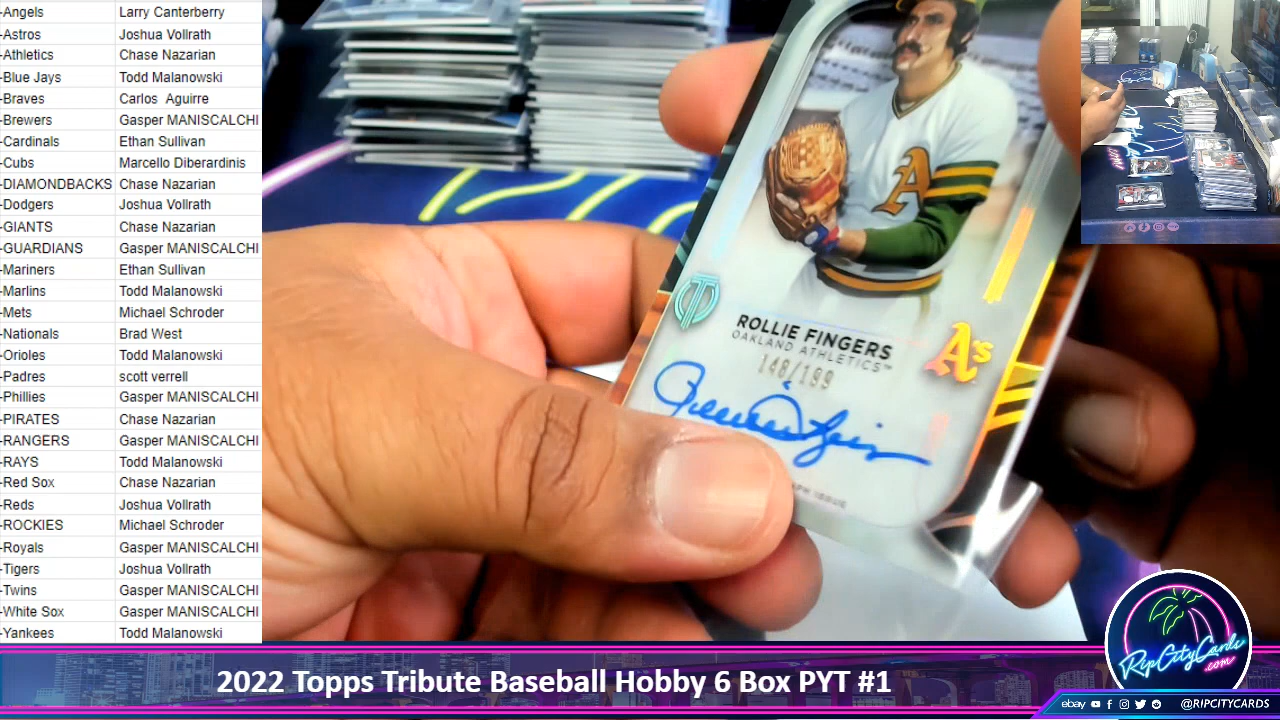 -Angels Larry Canterberry
-Astros Joshua Vollrath
-Athletics Chase Nazarian
-Blue Jays Todd Malanowski
-Braves Carlos Aguirre
-Brewers Gasper MANISCALCHI
-Cardinals Ethan Sullivan
-Cubs Marcello Diberardinis
-DIAMONDBACKS Chase Nazarian
-Dodgers Joshua Vollrath
-GIANTS Chase Nazarian
-GUARDIANS Gasper MANISCALCHI
-Mariners Ethan Sullivan
-Marlins Todd Malanowski
-Mets Michael Schroder
-Nationals Brad West
-Orioles Todd Malanowski
-Padres scott verrell
-Phillies Gasper MANISCALCHI
-PIRATES Chase Nazarian
-RANGERS Gasper MANISCALCHI
-RAYS Todd Malanowski
-Red Sox Chase Nazarian
-Reds Joshua Vollrath
-ROCKIES Michael Schroder
-Royals Gasper MANISCALCHI
-Tigers Joshua Vollrath
-Twins Gasper MANISCALCHI
-White Sox Gasper MANISCALCHI
-Yankees Todd Malanowski
A
ROLLIE FINGERS
OAKLAND ATHLETICS™
148/199
A's
ISSUE
2022 Topps Tribute Baseball Hobby 6 Box PYT #1
RipCityCards
.com
ebay @RIPCITYCARDS